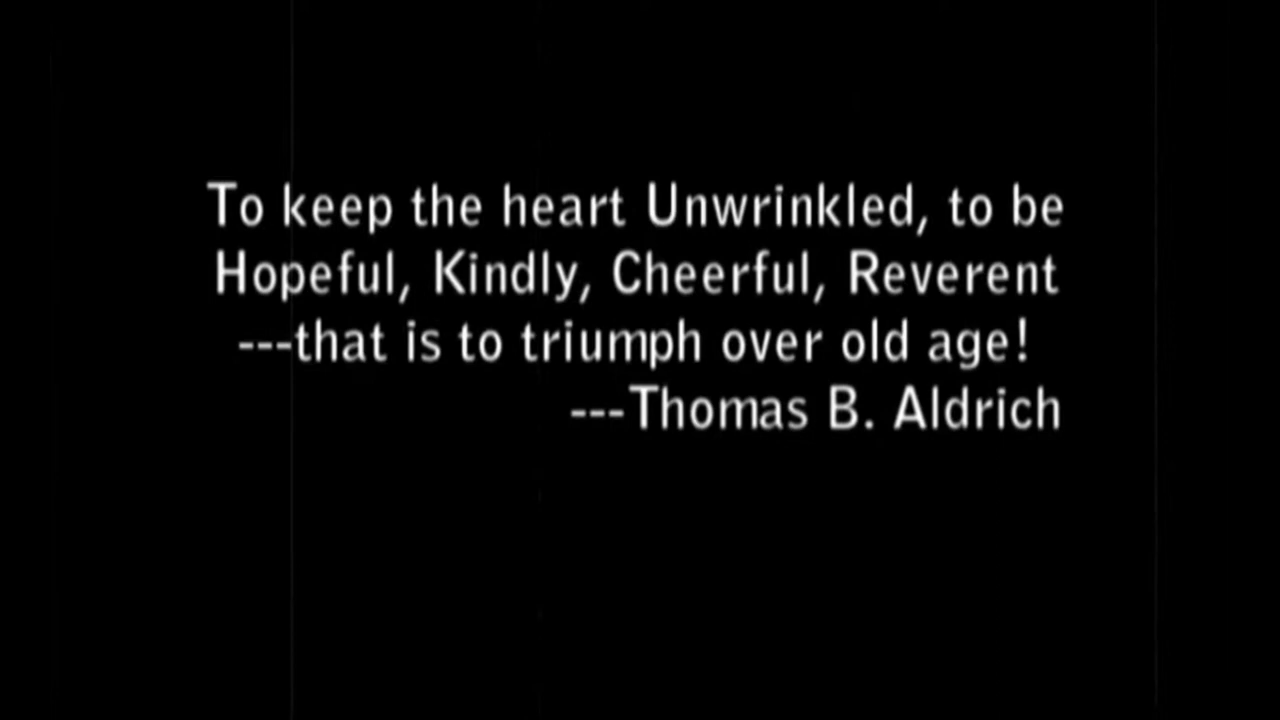 To keep the heart Unwrinkled, to be
Hopeful, Kindly, Cheerful, Reverent
---that is to triumph over old age!
---Thomas B. Aldrich